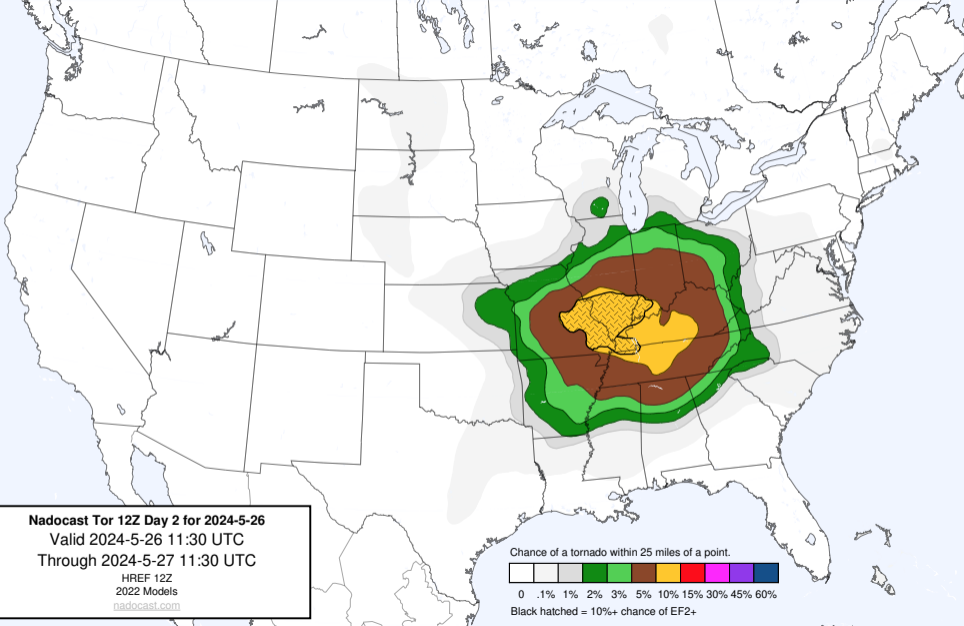 Nadocast Tor 12Z Day 2 for 2024-5-26
Valid 2024-5-26 11:30 UTC
Through 2024-5-27 11:30 UTC
HREF 12Z
2022 Models
nadocast.com
Chance of a tornado within 25 miles of a point.
0 .1% 1% 2% 3% 5% 10% 15% 30% 45% 60%
Black hatched = 10%+ chance of EF2+